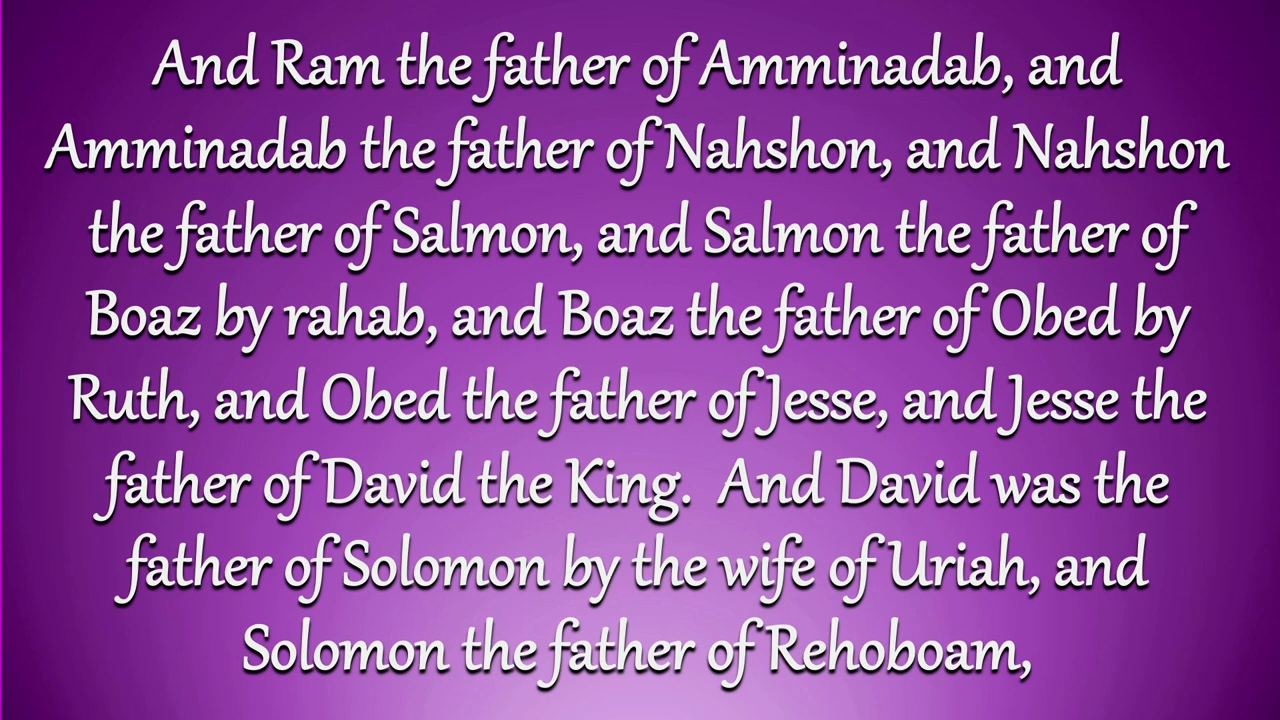 And Ram the father of Amminadab, and
Amminadab the father of Nahshon, and Nahshon
the father of Salmon, and Salmon the father of
Boaz by rahab, and Boaz the father of Obed by
Ruth, and Obed the father of Jesse, and Jesse the
father of David the King.  And David was the
father of Solomon by the wife of Uriah, and
Solomon the father of Rehoboam,